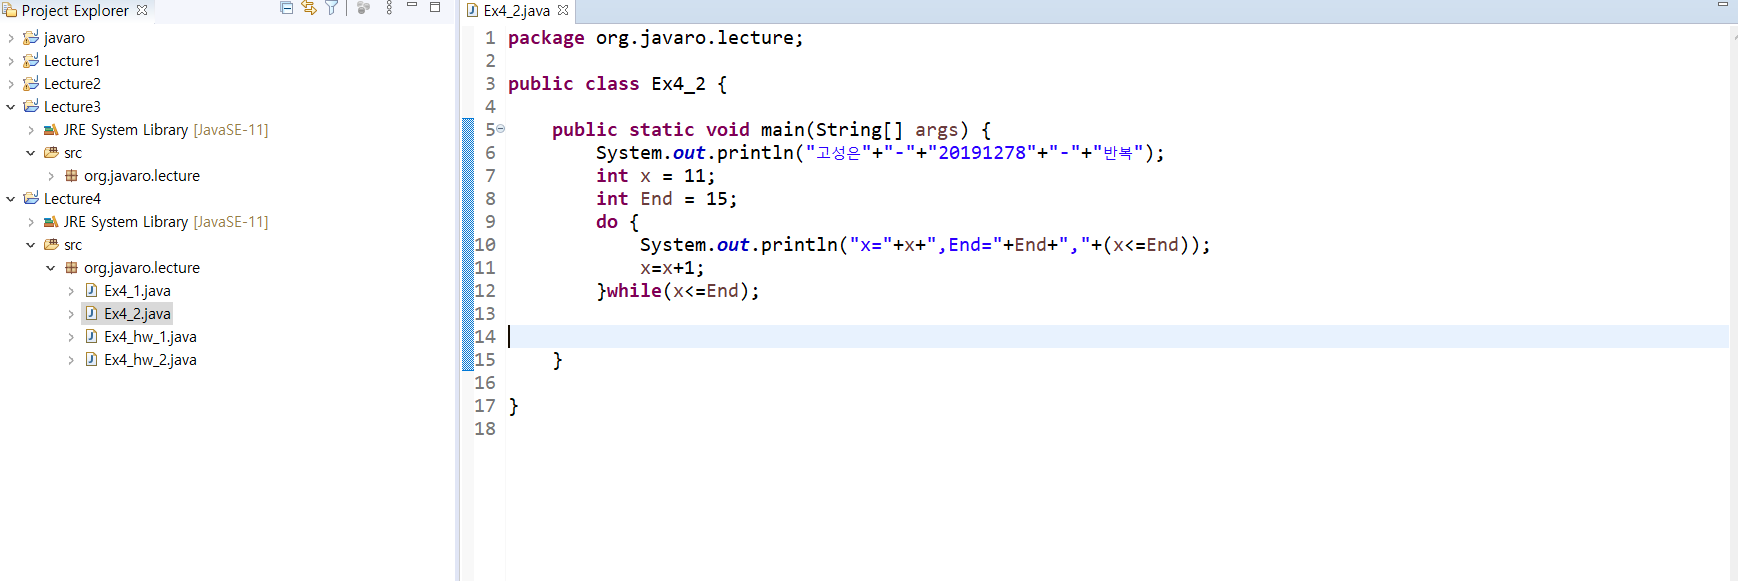 Project Explorer
javaro
Lecture1
Lecture2
Lecture3
JRE System Library [JavaSE-11]
src
org.javaro.lecture
Lecture4
JRE System Library [JavaSE-11]
src
org.javaro.lecture
Ex4_1.java
Ex4_2.java
Ex4_hw_1.java
Ex4_hw_2.java
Ex4_2.java
1 package org.javaro.lecture;
2
3 public class Ex4_2 {
4
5     public static void main(String[] args) {
6         System.out.println("고성은"+"-"+"20191278"+"-"+"반복");
7         int x = 11;
8         int End = 15;
9         do {
10             System.out.println("x="+x+",End="+End+","+(x<=End));
11             x=x+1;
12         }while(x<=End);
13
14
15     }
16
17 }
18